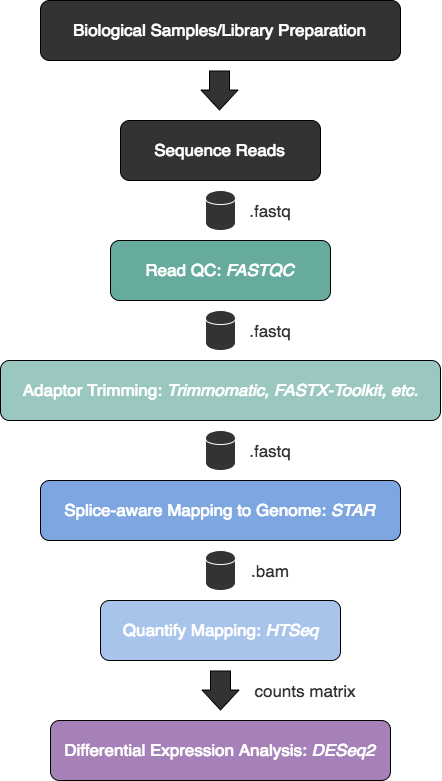 Biological Samples/Library Preparation
Sequence Reads
.fastq
Read QC: FASTQC
.fastq
Adaptor Trimming: Trimmomatic, FASTX-Toolkit, etc.
.fastq
Splice-aware Mapping to Genome: STAR
.bam
Quantify Mapping: HTSeq
counts matrix
Differential Expression Analysis: DESeq2